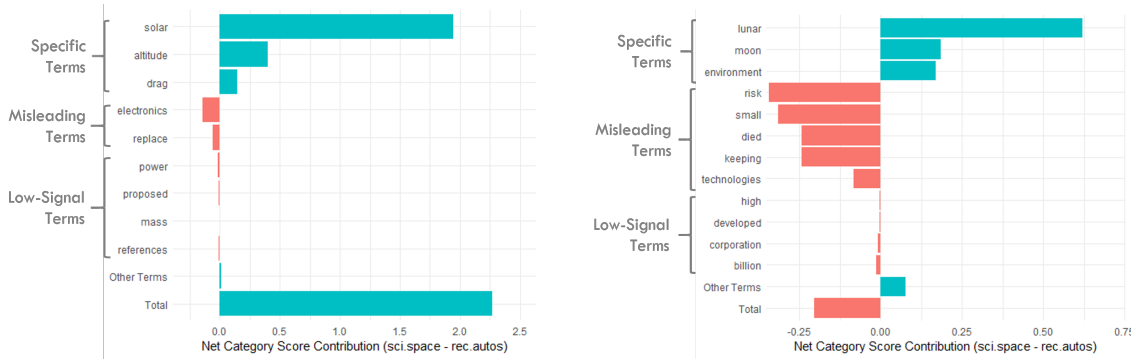 Specific
Terms
Misleading
Terms
Low-Signal
Terms
solar
altitude
drag
electronics
replace
power
proposed
mass
references
Other Terms
Total
0.0 0.5 1.0 1.5 2.0 2.5
Net Category Score Contribution (sci.space - rec.autos)
Specific
Terms
Misleading
Terms
Low-Signal
Terms
lunar
moon
environment
risk
small
died
keeping
technologies
high
developed
corporation
billion
Other Terms
Total
-0.25 0.00 0.25 0.50 0.75
Net Category Score Contribution (sci.space - rec.autos)